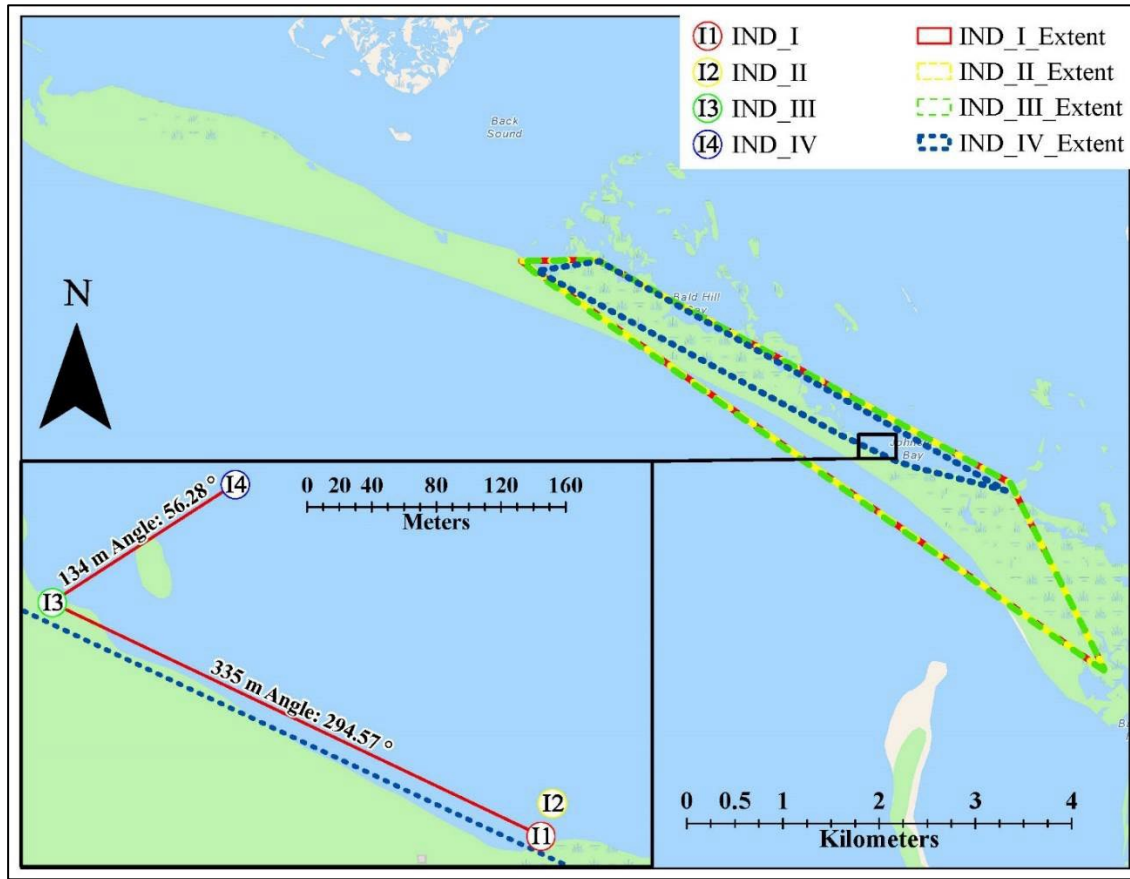 I1 IND_I
IND_I_Extent
I2 IND_II
IND_II_Extent
I3 IND_III
IND_III_Extent
I4 IND_IV
IND_IV_Extent
Back
Sound
N
Bald Hill
Bay
Bay
I4
0 20 40 80 120 160
Meters
134 m Angle: 56.28 °
I3
335 m Angle: 294.57 °
I2
I1
0 0.5 1 2 3 4
Kilometers